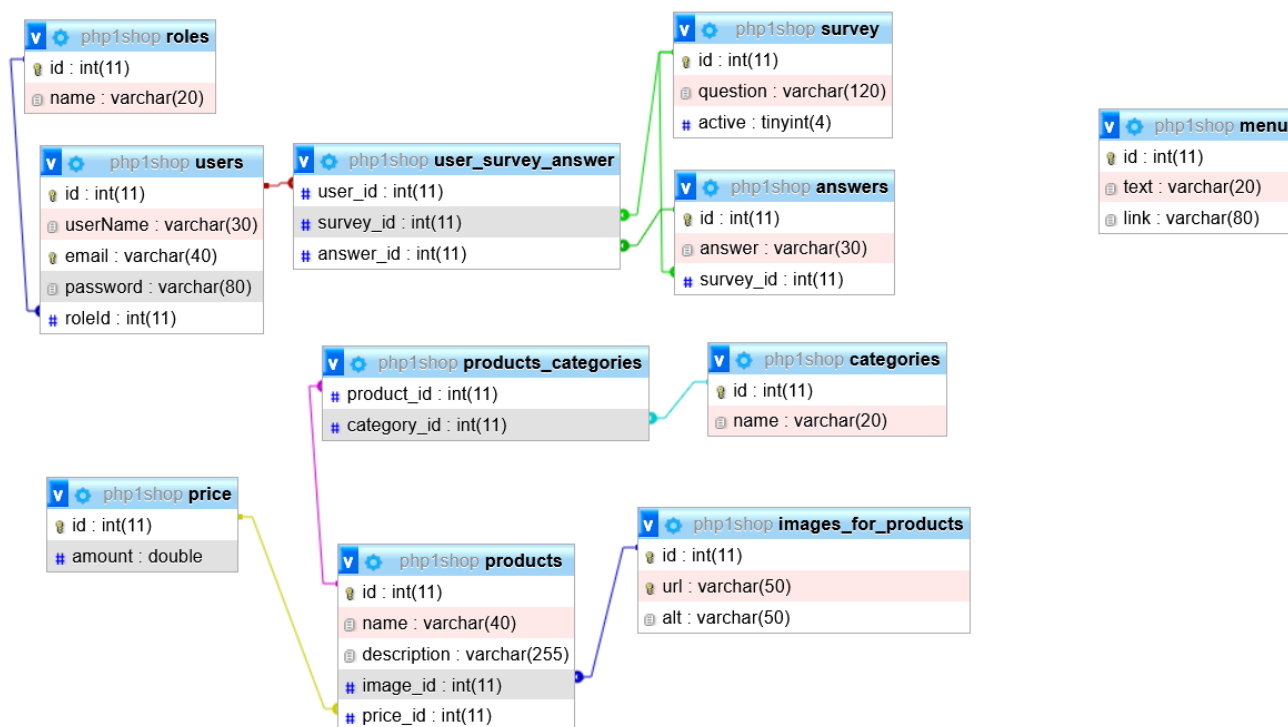 php1shop roles
id : int(11)
name : varchar(20)
php1shop users
id : int(11)
userName : varchar(30)
email : varchar(40)
password : varchar(80)
roleId : int(11)
php1shop user_survey_answer
user_id : int(11)
survey_id : int(11)
answer_id : int(11)
php1shop survey
id : int(11)
question : varchar(120)
active : tinyint(4)
php1shop answers
id : int(11)
answer : varchar(30)
survey_id : int(11)
php1shop menu
id : int(11)
text : varchar(20)
link : varchar(80)
php1shop products_categories
product_id : int(11)
category_id : int(11)
php1shop categories
id : int(11)
name : varchar(20)
php1shop price
id : int(11)
amount : double
php1shop products
id : int(11)
name : varchar(40)
description : varchar(255)
image_id : int(11)
price_id : int(11)
php1shop images_for_products
id : int(11)
url : varchar(50)
alt : varchar(50)